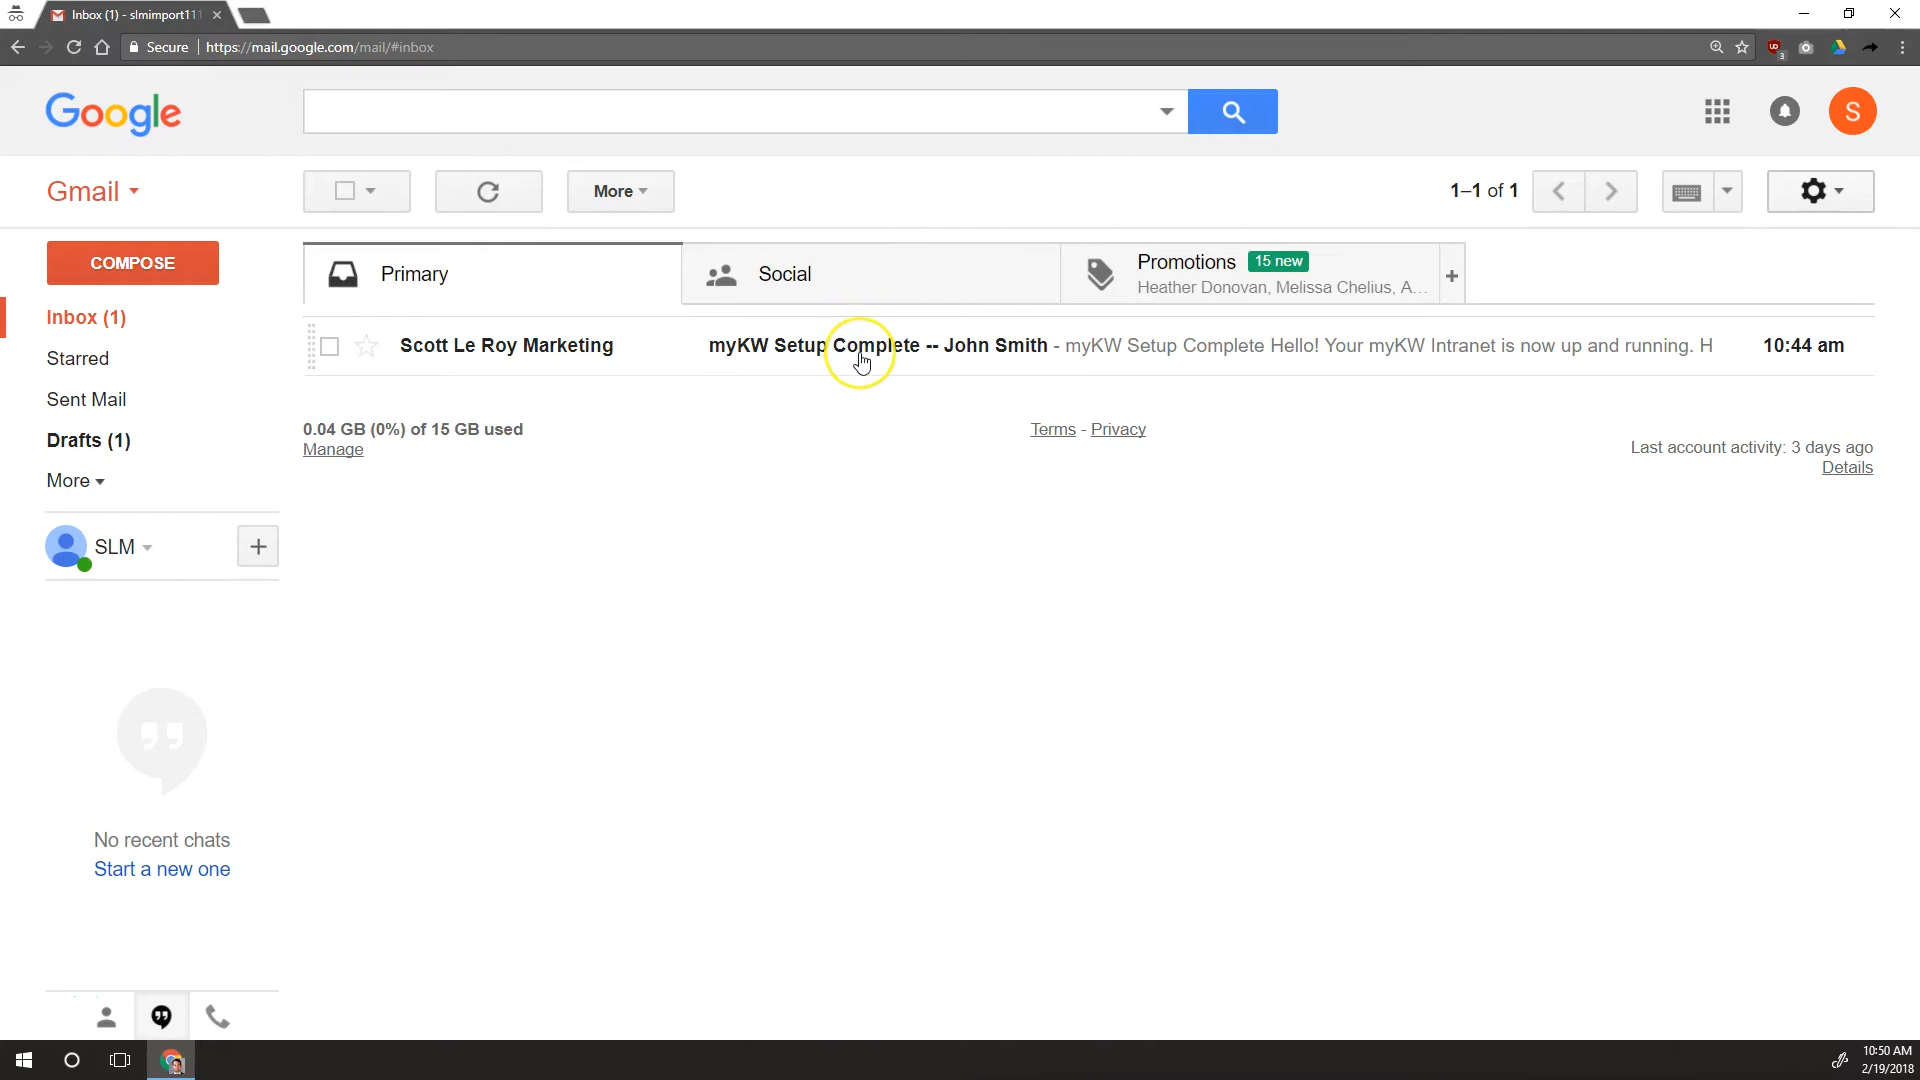 Inbox (1) - slmimport111
Secure | https://mail.google.com/mail/#inbox
3
Google
S
Gmail
More
1–1 of 1
COMPOSE
Primary
Social
Promotions 15 new
Heather Donovan, Melissa Chelius, A...
Inbox (1)
Scott Le Roy Marketing myKW Setup Complete -- John Smith - myKW Setup Complete Hello! Your myKW Intranet is now up and running. H 10:44 am
Starred
Sent Mail
Drafts (1)
More
0.04 GB (0%) of 15 GB used
Manage
Terms - Privacy
Last account activity: 3 days ago
Details
SLM
No recent chats
Start a new one
10:50 AM
2/19/2018